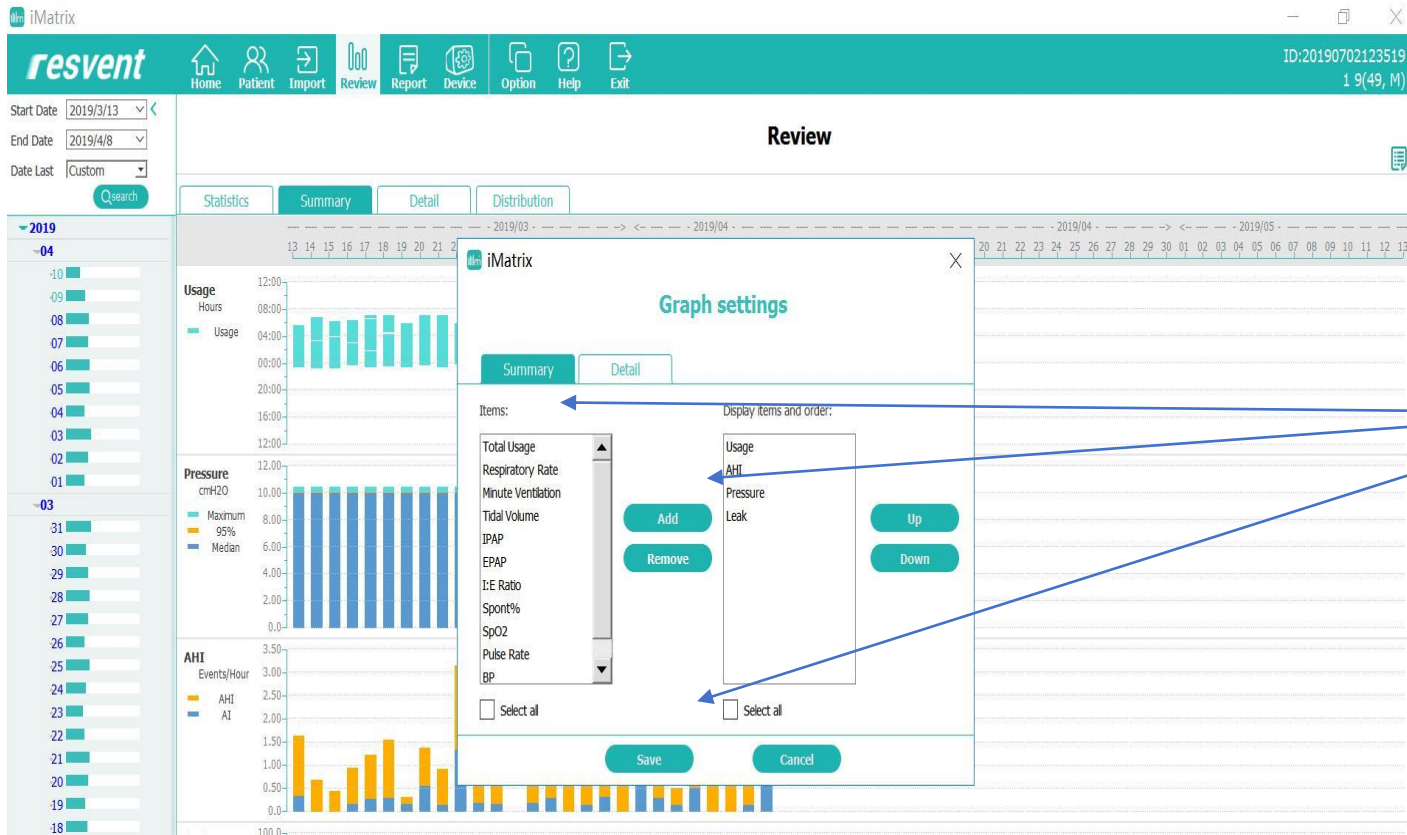 iMatrix
resvent
Home Patient Import Review Report Device Option Help Exit
ID:20190702123519
1 9(49, M)
Start Date 2019/3/13
End Date 2019/4/8
Date Last Custom
search
Review
Statistics Summary Detail Distribution
2019
04
10
09
08
07
06
05
04
03
02
01
03
31
30
29
28
27
26
25
24
23
22
21
20
19
18
2019/03 2019/04 2019/04 2019/05
13 14 15 16 17 18 19 20 21 2 20 21 22 23 24 25 26 27 28 29 30 01 02 03 04 05 06 07 08 09 10 11 12 13
Usage
Hours
Usage
12:00
08:00
04:00
00:00
20:00
16:00
12:00
Pressure
cmH2O
Maximum
95%
Median
12.00
10.00
8.00
6.00
4.00
2.00
0.0
AHI
Events/Hour
AHI
AI
3.50
3.00
2.50
2.00
1.50
1.00
0.50
0.0
100.0
iMatrix
Graph settings
Summary Detail
Items:
Total Usage
Respiratory Rate
Minute Ventilation
Tidal Volume
IPAP
EPAP
I:E Ratio
Spont%
SpO2
Pulse Rate
BP
Select all
Add
Remove
Display items and order:
Usage
AHI
Pressure
Leak
Select all
Up
Down
Save Cancel